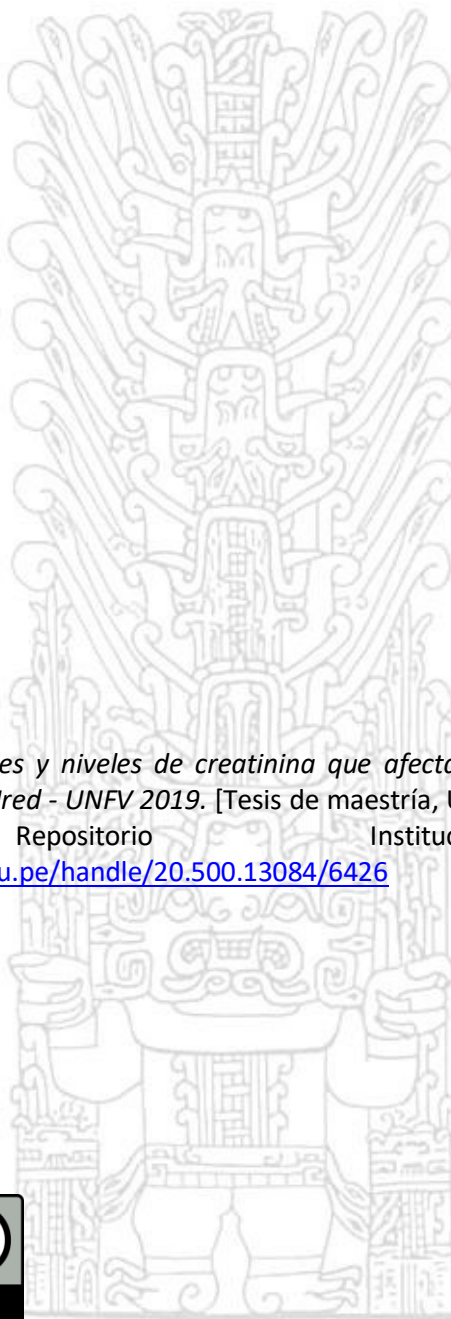 es y niveles de creatinina que afecta
red - UNFV 2019. [Tesis de maestría, U
Repositorio Instituc
u.pe/handle/20.500.13084/6426